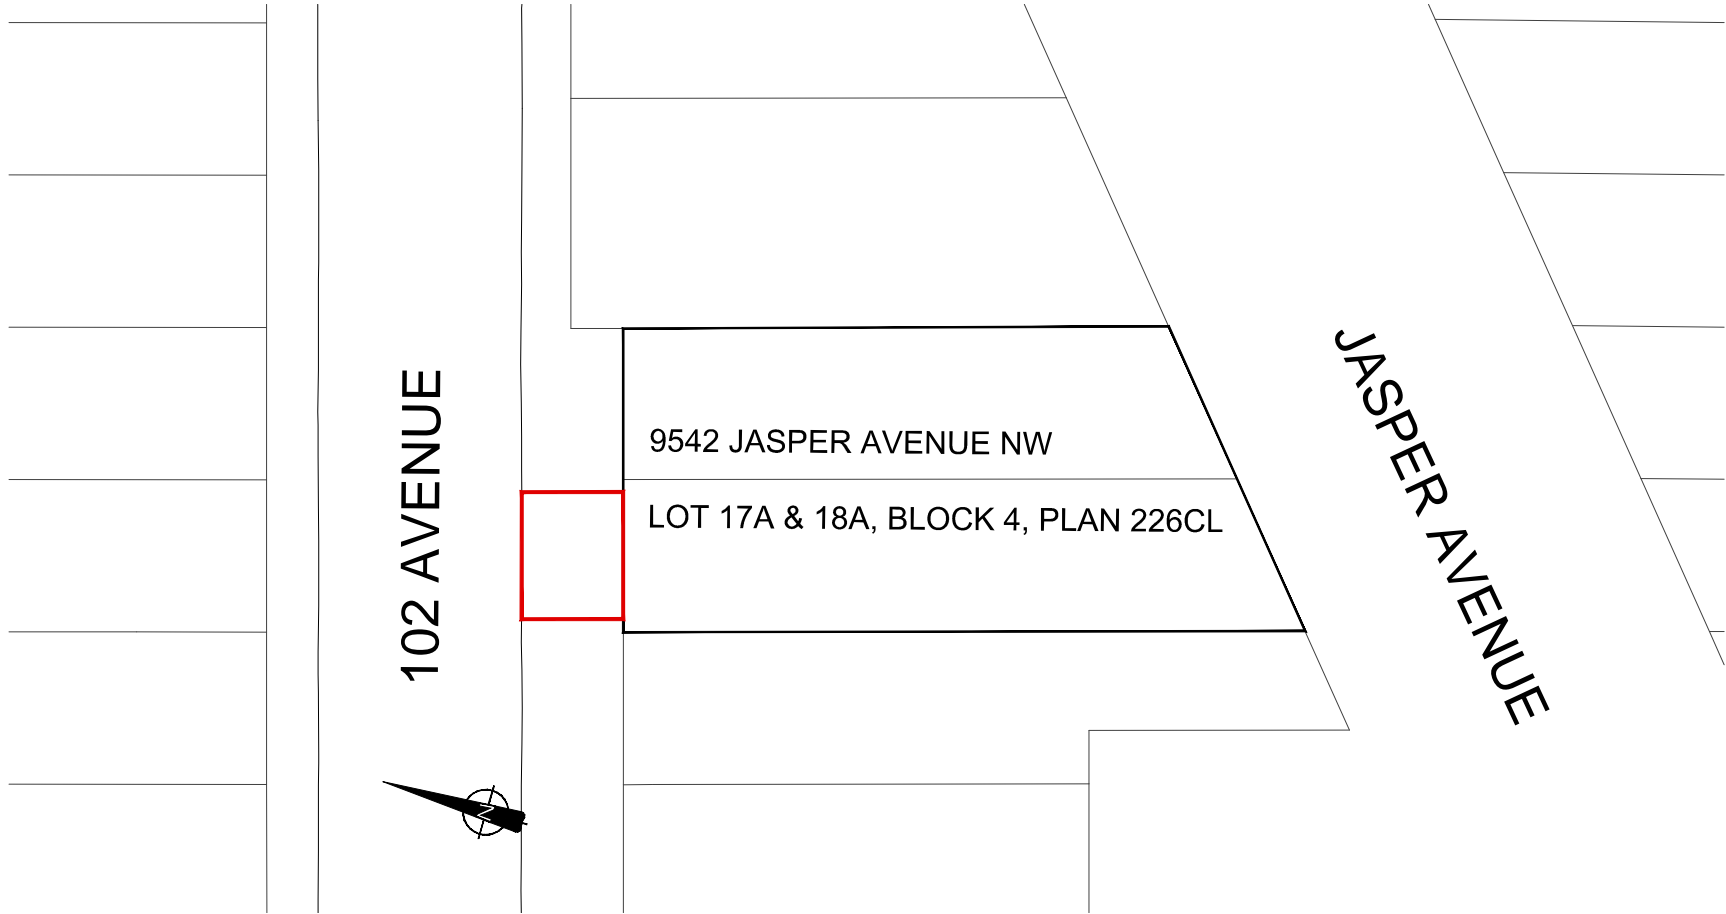 102 AVENUE
9542 JASPER AVENUE NW
LOT 17A & 18A, BLOCK 4, PLAN 226CL
JASPER AVENUE
N